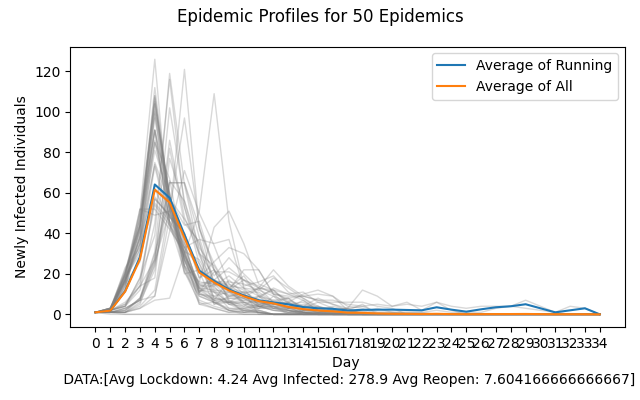 Epidemic Profiles for 50 Epidemics
Average of Running
Average of All
120
100
80
60
40
20
0
Newly Infected Individuals
0 1 2 3 4 5 6 7 8 9 10 11 12 13 14 15 16 17 18 19 20 21 22 23 24 25 26 27 28 29 30 31 32 33 34
Day
DATA:[Avg Lockdown: 4.24 Avg Infected: 278.9 Avg Reopen: 7.604166666666667]